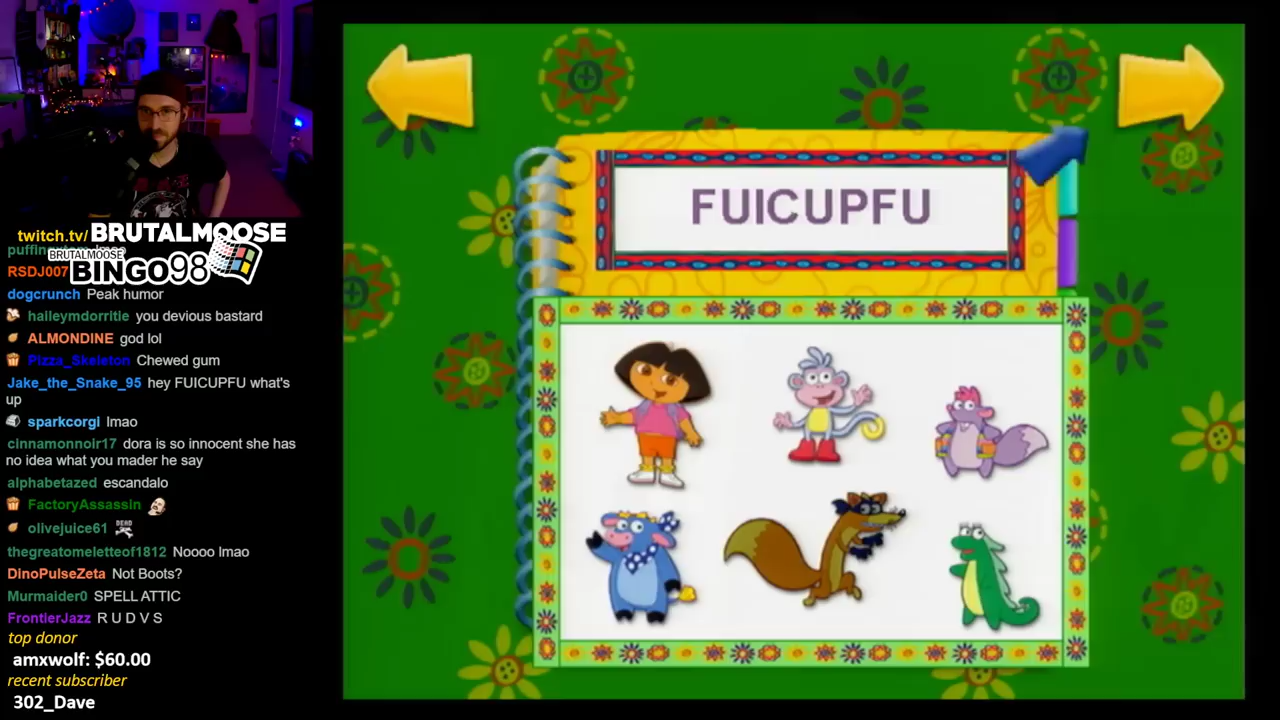 FUICUPFU
twitch.tv/BRUTALMOOSE
BRUTALMOOSE
BINGO98
RSDJ007
dogcrunch Peak humor
haileymdorritie you devious bastard
ALMONDINE god lol
Pizza_Skeleton Chewed gum
Jake_the_Snake_95 hey FUICUPFU what's
up
sparkcorgi lmao
cinnamonnoir17 dora is so innocent she has
no idea what you mader he say
alphabetazed escandalo
FactoryAssassin
olivejuice61 DEAD
thegreatomeletteof1812 Noooo lmao
DinoPulseZeta Not Boots?
Murmaider0 SPELL ATTIC
FrontierJazz R U D V S
top donor
amxwolf: $60.00
recent subscriber
302_Dave